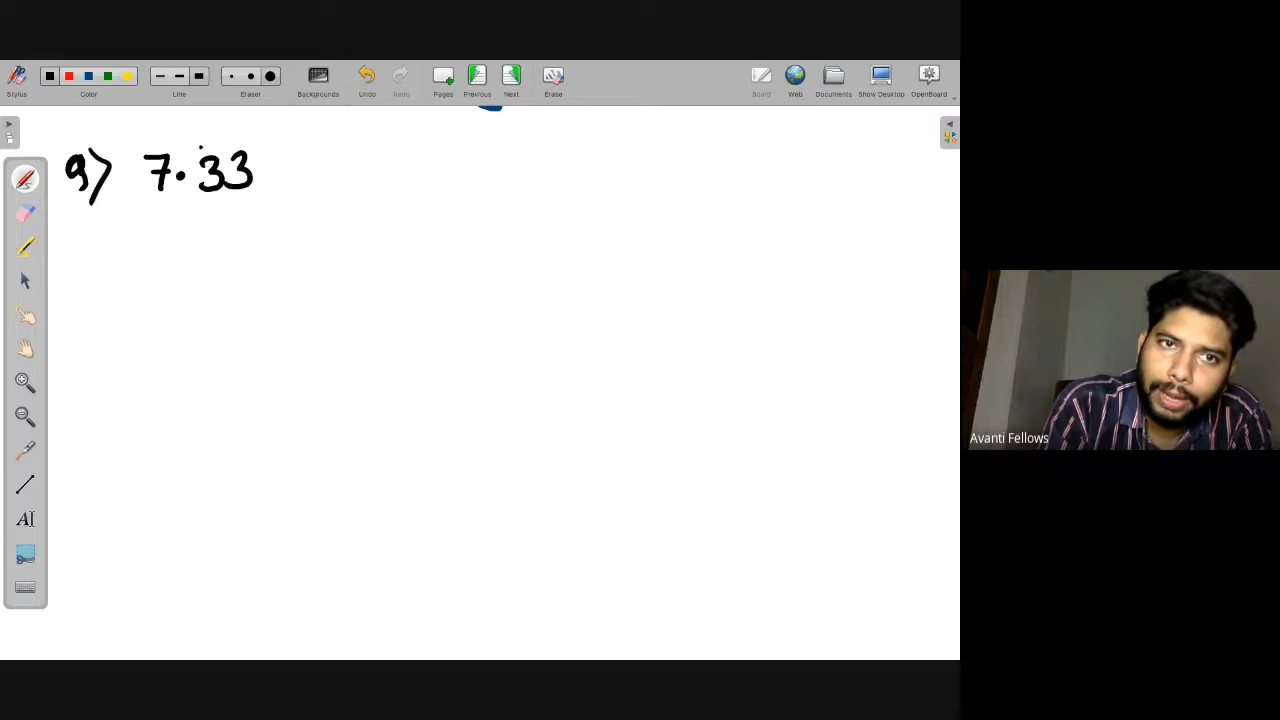 Stylus Color Line Eraser Backgrounds Undo Redo Pages Previous Next Erase Board Web Documents Show Desktop OpenBoard
9) 7.33
Avanti Fellows